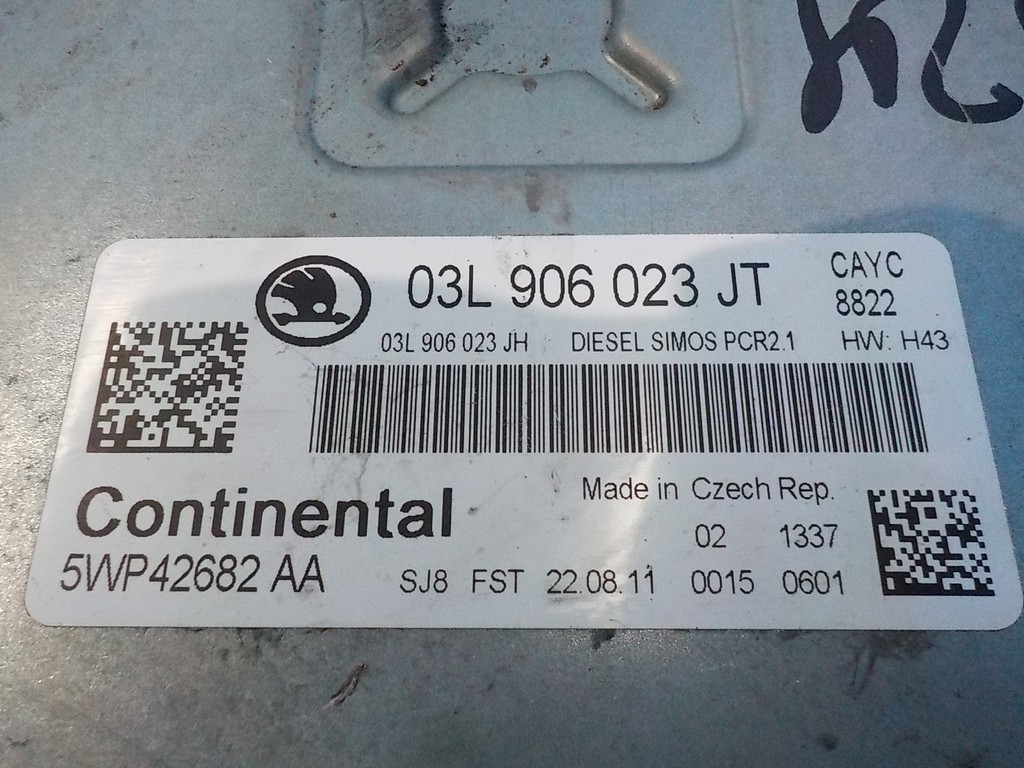 03L 906 023 JT
CAYC
8822
03L 906 023 JH DIESEL SIMOS PCR2.1 HW: H43
Continental
Made in Czech Rep.
02 1337
5WP42682 AA SJ8 FST 22.08.11 0015 0601